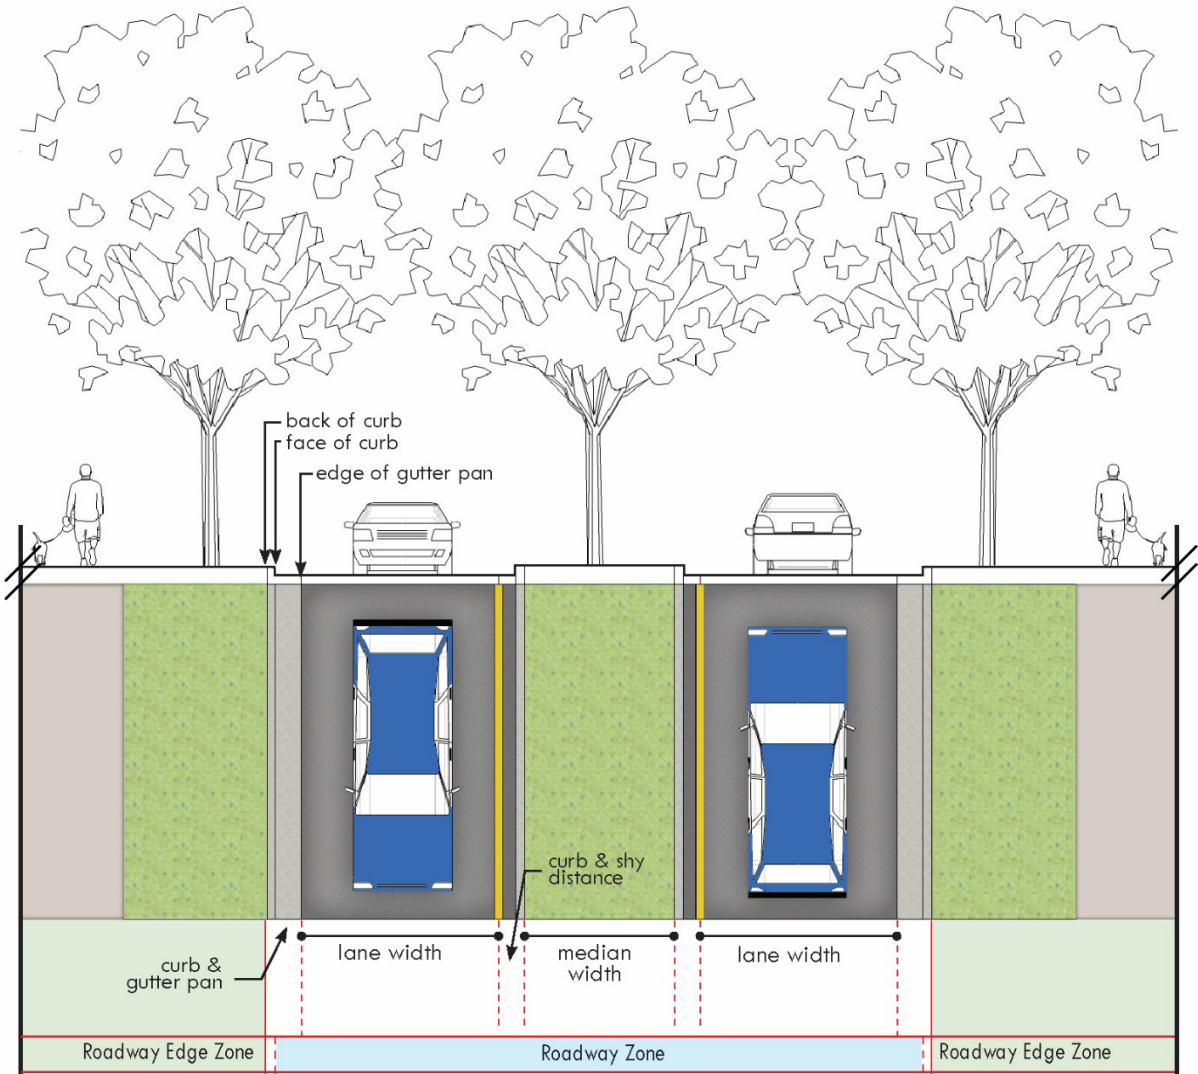 back of curb
face of curb
edge of gutter pan
curb & shy
distance
lane width
median
width
lane width
curb &
gutter pan
Roadway Edge Zone
Roadway Zone
Roadway Edge Zone